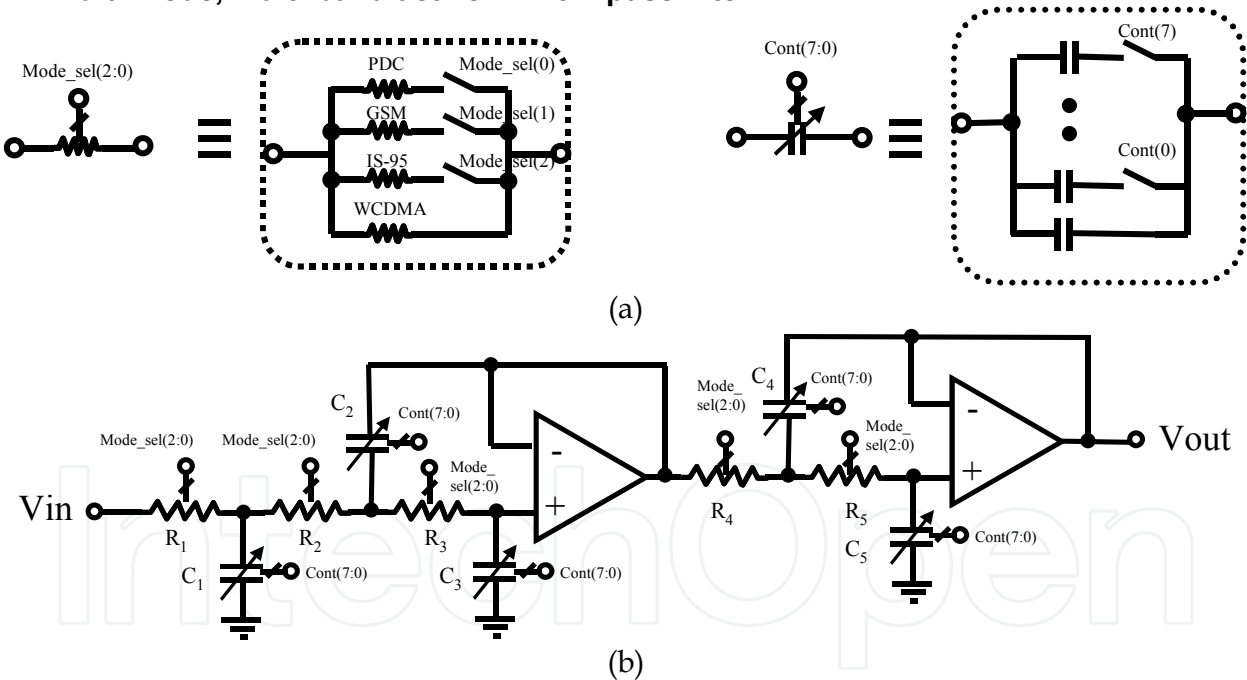 Mode_sel(2:0)
PDC
Mode_sel(0)
GSM
Mode_sel(1)
IS-95
Mode_sel(2)
WCDMA
Cont(7:0)
Cont(7)
Cont(0)
(a)
Vin
Mode_sel(2:0)
R1
C1
Cont(7:0)
Mode_sel(2:0)
R2
C2
Cont(7:0)
Mode_
sel(2:0)
R3
C3
Cont(7:0)
-
+
Mode_
sel(2:0)
R4
C4
Cont(7:0)
Mode_
sel(2:0)
R5
C5
Cont(7:0)
-
+
Vout
IntechOpen
(b)